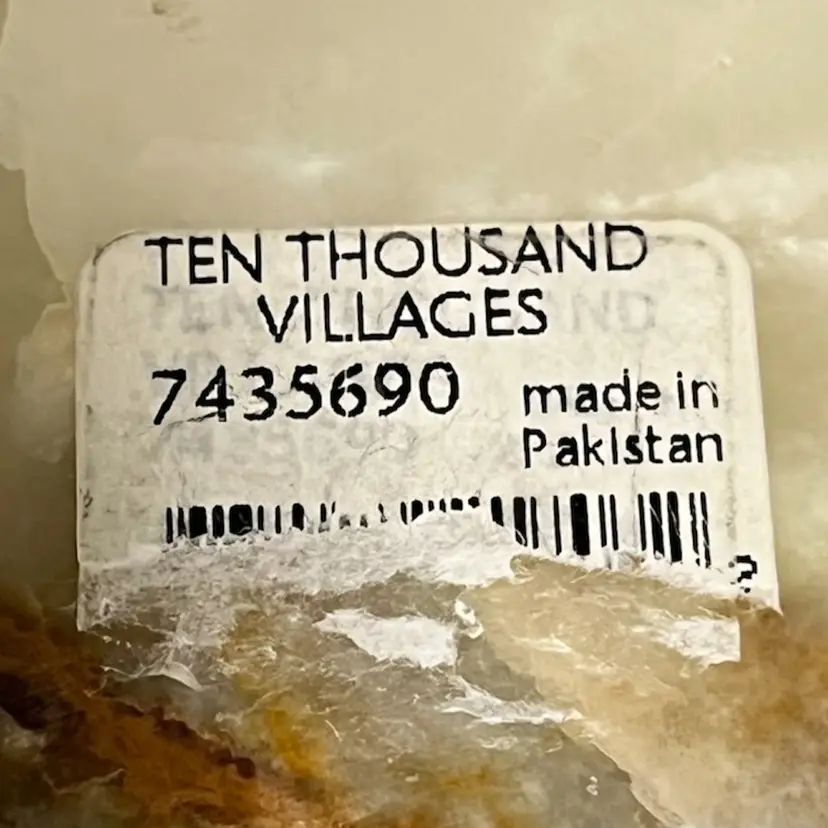 TEN THOUSAND
VILLAGES
7435690
made in
Pakistan